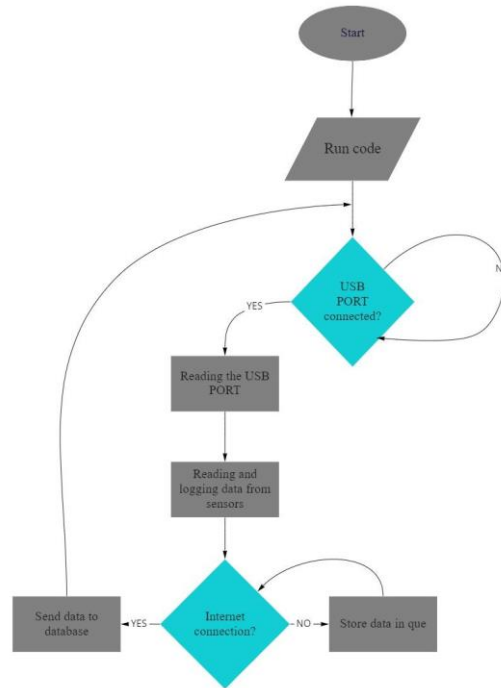 Start
Run code
USB
PORT
connected?
YES
Reading the USB
PORT
Reading and
logging data from
sensors
Internet
connection?
YES
Send data to
database
NO
Store data in que